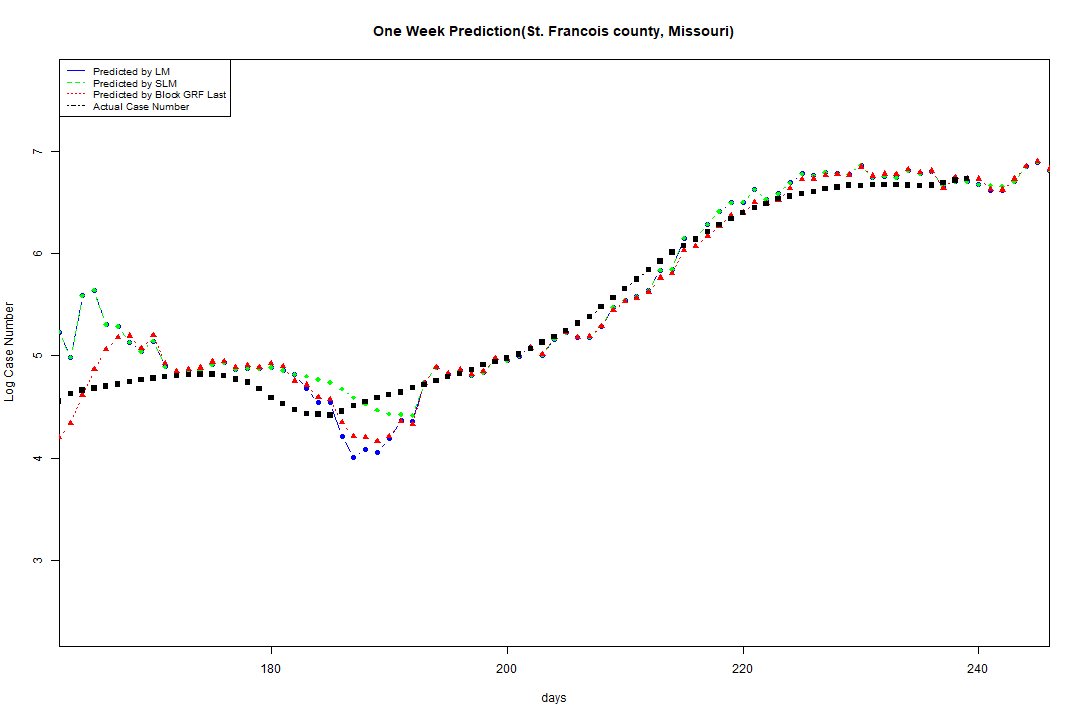 One Week Prediction(St. Francois county, Missouri)
Predicted by LM
Predicted by SLM
Predicted by Block GRF Last
Actual Case Number
7
6
5
4
3
Log Case Number
180 200 220 240
days